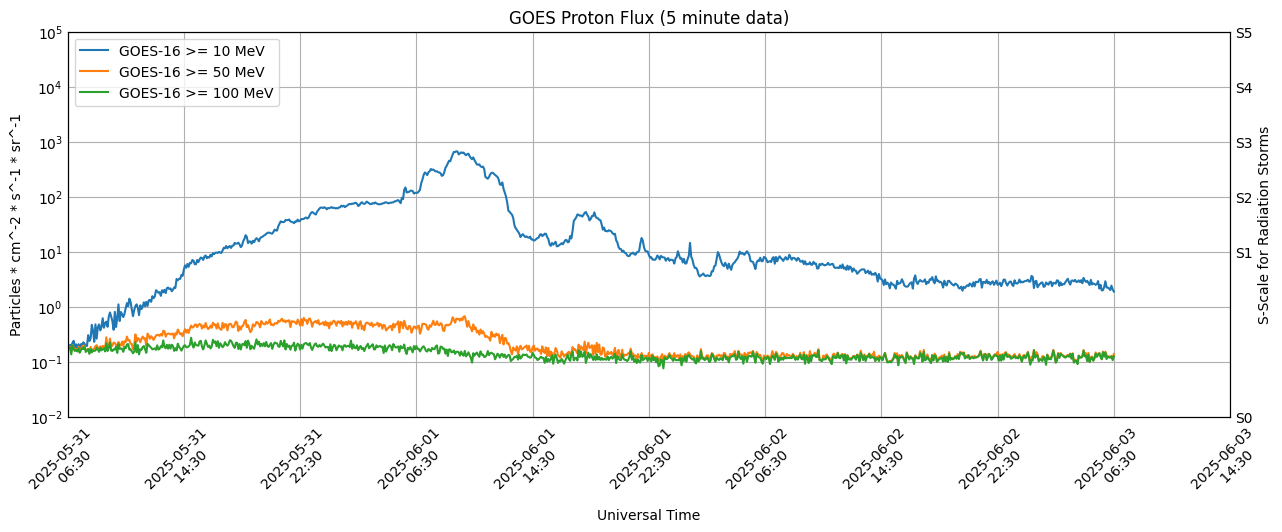 GOES Proton Flux (5 minute data)
GOES-16 >= 10 MeV
GOES-16 >= 50 MeV
GOES-16 >= 100 MeV
Particles * cm^-2 * s^-1 * sr^-1
10^5
10^4
10^3
10^2
10^1
10^0
10^-1
10^-2
S5
S4
S3
S2
S1
S0
S-Scale for Radiation Storms
2025-05-31
06:30
2025-05-31
14:30
2025-05-31
22:30
2025-06-01
06:30
2025-06-01
14:30
2025-06-01
22:30
2025-06-02
06:30
2025-06-02
14:30
2025-06-02
22:30
2025-06-03
06:30
2025-06-03
14:30
Universal Time